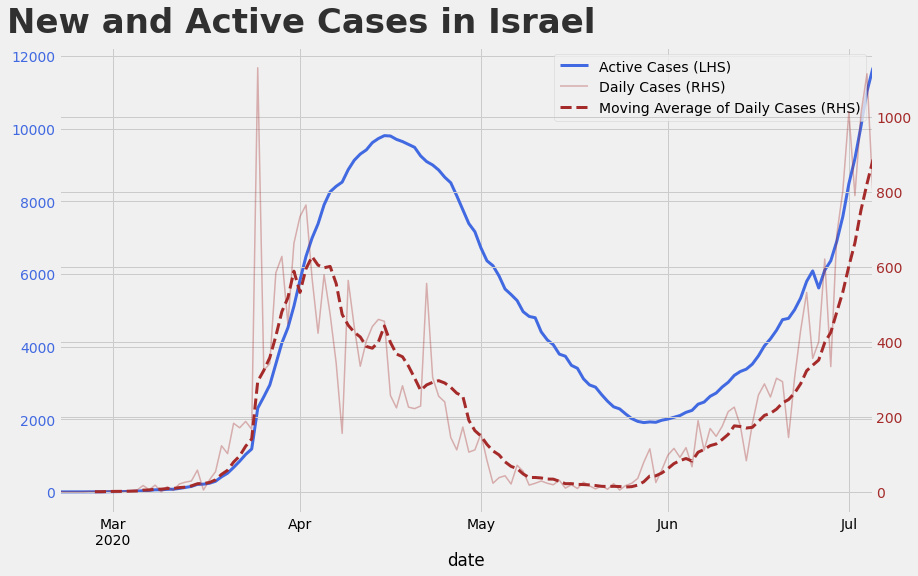 New and Active Cases in Israel
12000
10000
8000
6000
4000
2000
0
Active Cases (LHS)
Daily Cases (RHS)
Moving Average of Daily Cases (RHS)
1000
800
600
400
200
0
Mar Apr May Jun Jul
2020
date